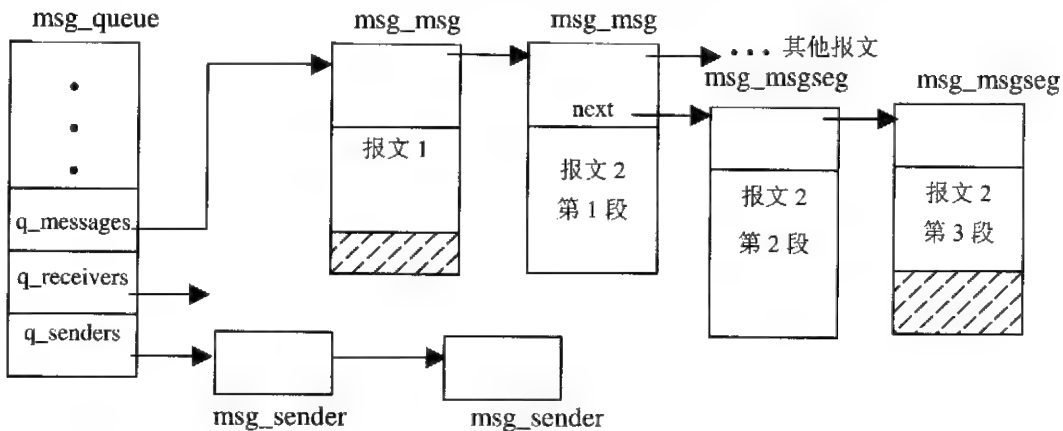 msg_queue
msg_msg
msg_msg
• • • 其他报文
msg_msgseg
msg_msgseg
next
报文 1
报文 2
第 1 段
报文 2
第 2 段
报文 2
第 3 段
q_messages
q_receivers
q_senders
msg_sender
msg_sender